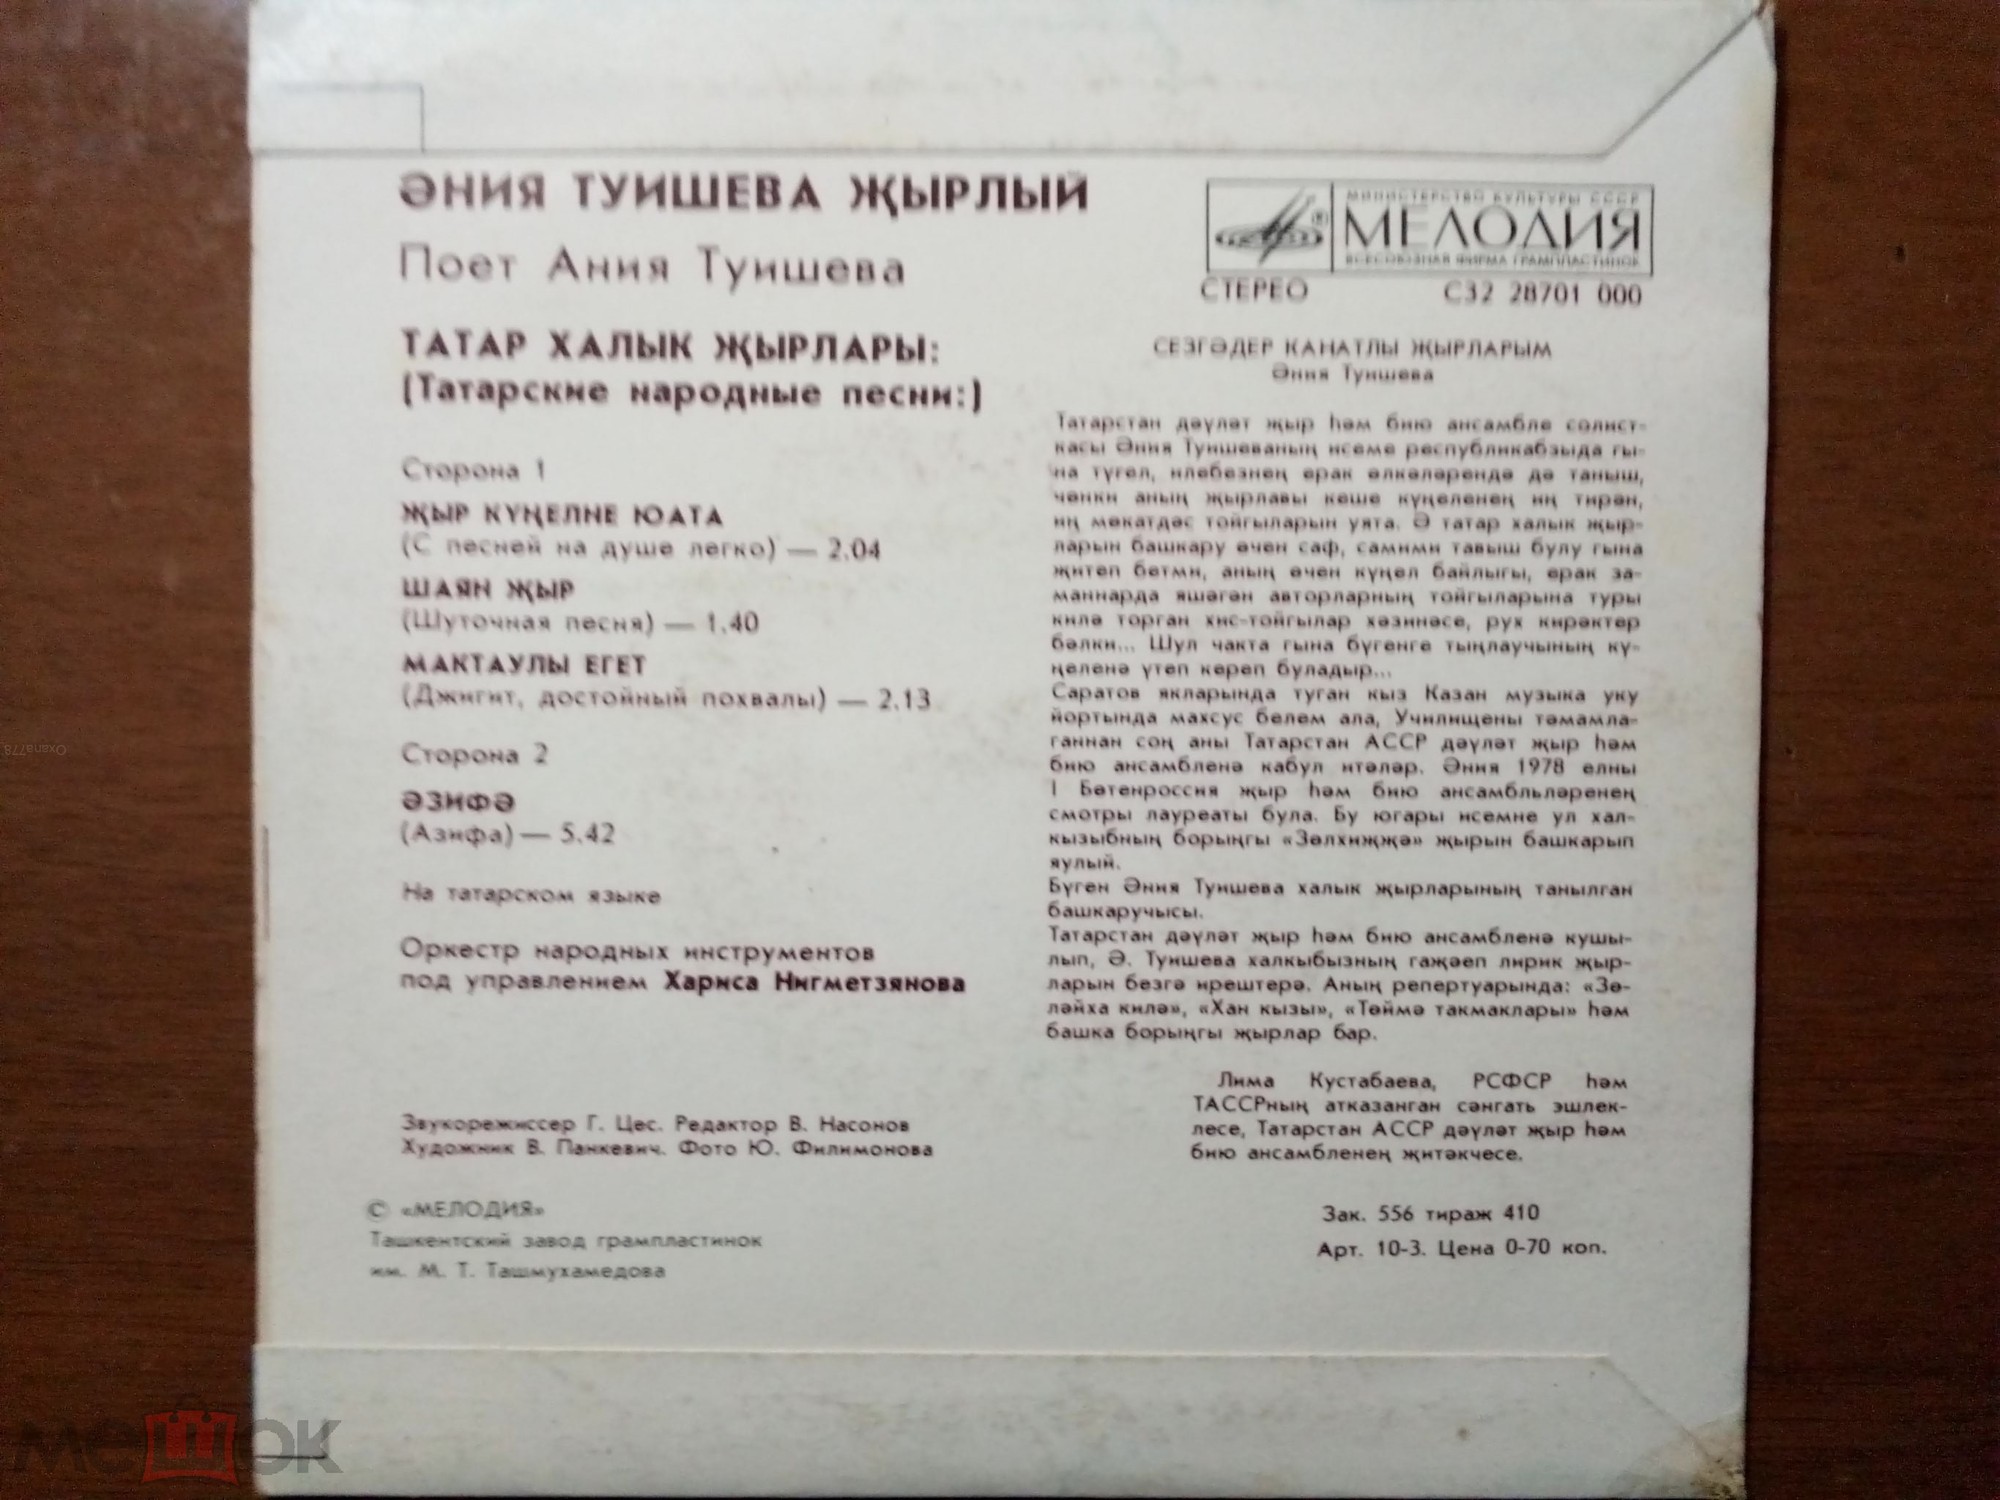 ӘНИЯ ТУИШЕВА ҖЫРЛЫЙ
Поет Ания Туишева
ТАТАР ХАЛЫК ҖЫРЛАРЫ:
(Татарские народные песни:)
Сторона 1
ҖЫР КҮҢЕЛНЕ ЮАТА
(С песней на душе легко) — 2.04
ШАЯН ҖЫР
(Шуточная песня) — 1.40
МАКТАУЛЫ ЕГЕТ
(Джигит, достойный похвалы) — 2.13
Сторона 2
ӘЗИФӘ
(Азифа) — 5.42
На татарском языке
Оркестр народных инструментов
под управлением Хариса Нигметзянова
Звукорежиссер Г. Цес. Редактор В. Насонов
Художник В. Панкевич. Фото Ю. Филимонова
© «МЕЛОДИЯ»
Ташкентский завод грампластинок
им. М. Т. Ташмухамедова
МИНИСТЕРСТВО КУЛЬТУРЫ СССР
МЕЛОДИЯ
ВСЕСОЮЗНАЯ ФИРМА ГРАМПЛАСТИНОК
СТЕРЕО С32 28701 000
СЕЗГӘДЕР КАНАТЛЫ ҖЫРЛАРЫМ
Әния Туишева
Татарстан дәүләт җыр һәм бию ансамбле солист-
касы Әния Туишеваның исеме республикабзыда гы-
на түгел, илебезнең ерак өлкәләрендә дә таныш,
чөнки аның җырлавы кеше күңеленең иң тирән,
иң мөкатдәс тойгыларын уята. Ә татар халык җыр-
ларын башкару өчен саф, самими тавыш булу гына
җитеп бетми, аның өчен күңел байлыгы, ерак за-
маннарда яшәгән авторларның тойгыларына туры
килә торган хис-тойгылар хәзинәсе, рух кирәктер
бәлки... Шул чакта гына бүгенге тыңлаучының кү-
ңеленә үтеп кереп буладыр...
Саратов якларында туган кыз Казан музыка уку
йортында махсус белем ала, Училищены тәмамла-
ганнан соң аны Татарстан АССР дәүләт җыр һәм
бию ансамбленә кабул итәләр. Әния 1978 елны
I Бөтенроссия җыр һәм бию ансамбльләренең
смотры лауреаты була. Бу югары исемне ул хал-
кызыбның борыңгы «Зөлхиҗҗә» җырын башкарып
яулый.
Бүген Әния Туишева халык җырларының танылган
башкаручысы.
Татарстан дәүләт җыр һәм бию ансамбленә кушы-
лып, Ә. Туишева халкыбызның гаҗәеп лирик җыр-
ларын безгә ирештерә. Аның репертуарында: «Зө-
ләйха килә», «Хан кызы», «Төймә такмаклары» һәм
башка борыңгы җырлар бар.
Лима Кустабаева, РСФСР һәм
ТАССРның атказанган сәнгать эшлек-
лесе, Татарстан АССР дәүләт җыр һәм
бию ансамбленең җитәкчесе.
Зак. 556 тираж 410
Арт. 10-3. Цена 0-70 коп.
Oxana778
мешок